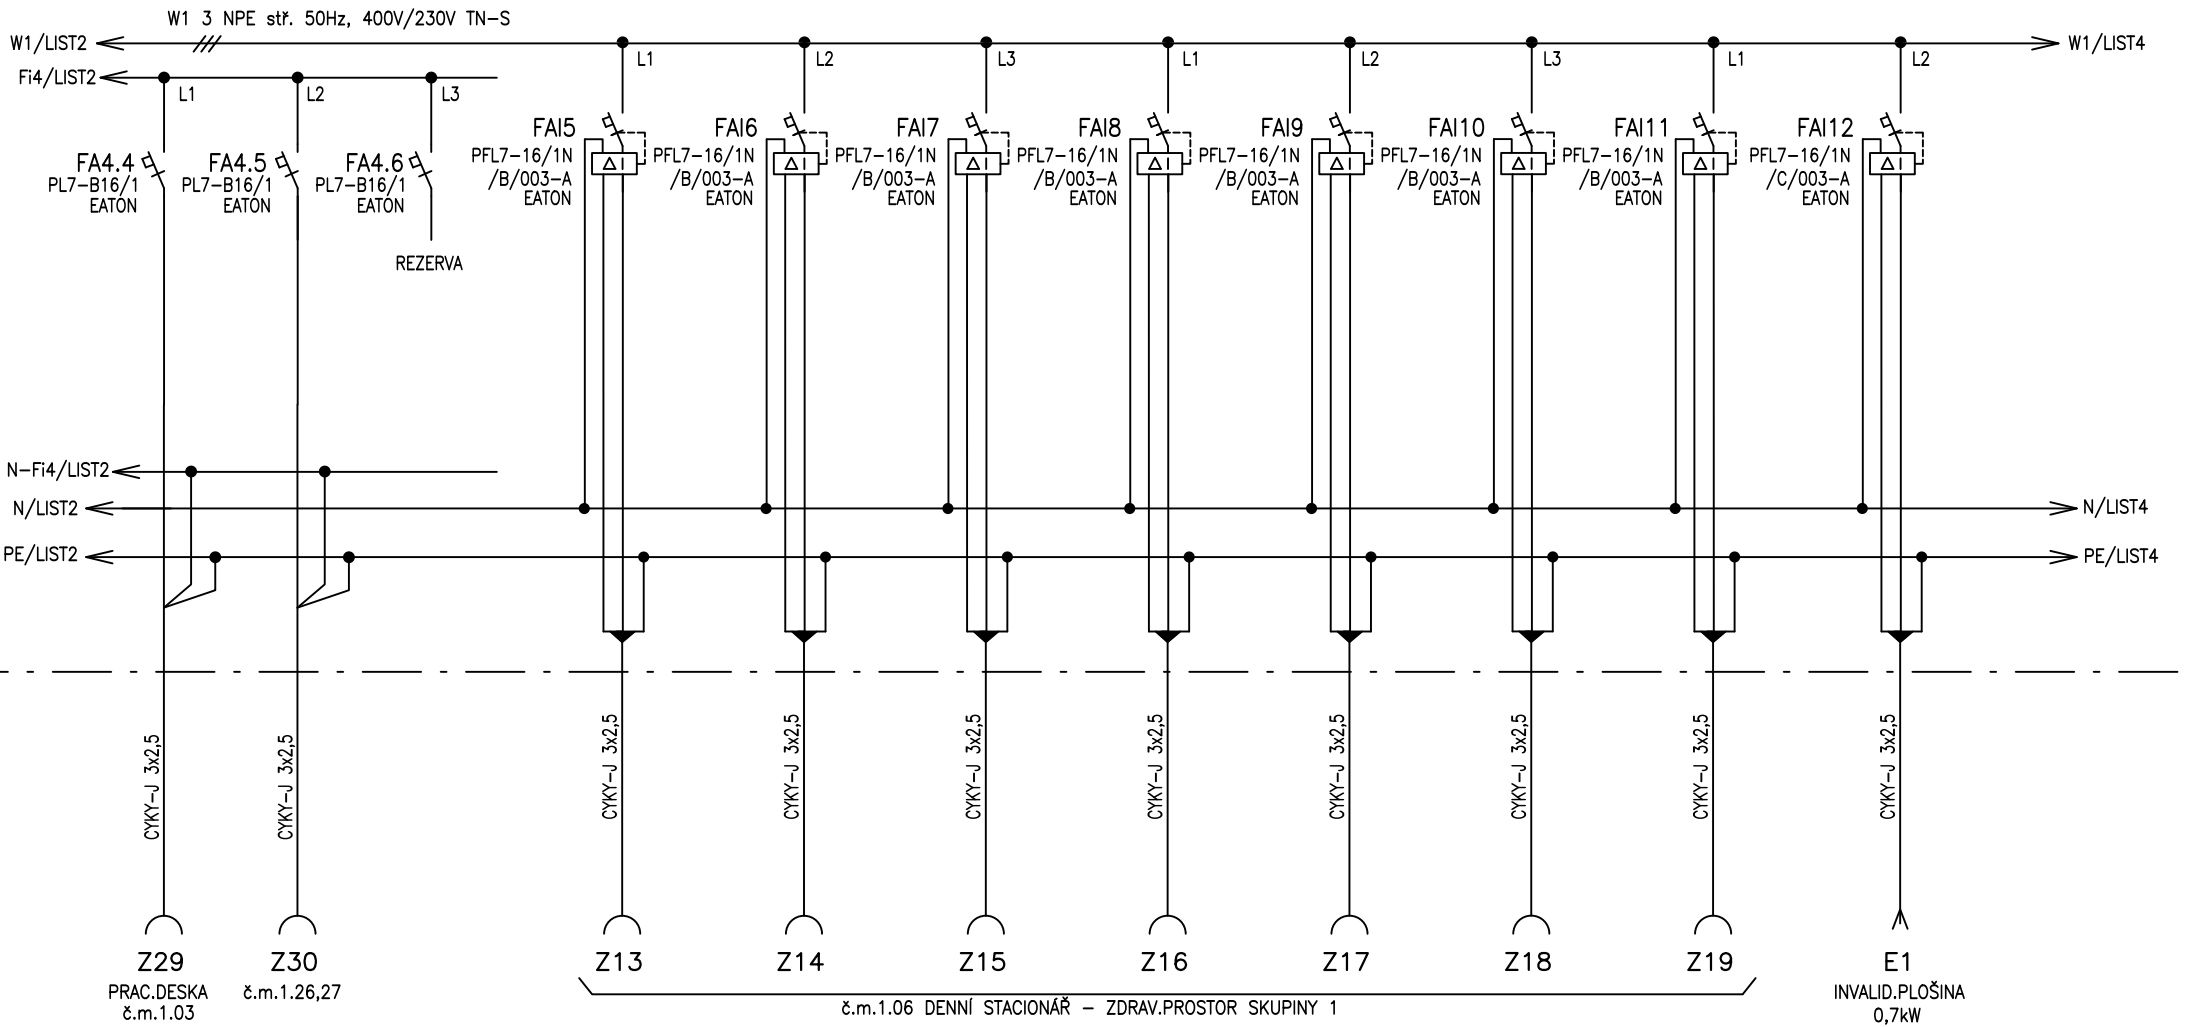 W1 3 NPE stř. 50Hz, 400V/230V TN-S
W1/LIST2
W1/LIST4
Fi4/LIST2
L1
L2
L3
L1
L2
L3
L1
L2
L3
L1
L2
FA4.4
PL7-B16/1
EATON
FA4.5
PL7-B16/1
EATON
FA4.6
PL7-B16/1
EATON
REZERVA
FAI5
PFL7-16/1N
/B/003-A
EATON
FAI6
PFL7-16/1N
/B/003-A
EATON
FAI7
PFL7-16/1N
/B/003-A
EATON
FAI8
PFL7-16/1N
/B/003-A
EATON
FAI9
PFL7-16/1N
/B/003-A
EATON
FAI10
PFL7-16/1N
/B/003-A
EATON
FAI11
PFL7-16/1N
/B/003-A
EATON
FAI12
PFL7-16/1N
/C/003-A
EATON
N-Fi4/LIST2
N/LIST2
N/LIST4
PE/LIST2
PE/LIST4
CYKY-J 3x2,5
CYKY-J 3x2,5
CYKY-J 3x2,5
CYKY-J 3x2,5
CYKY-J 3x2,5
CYKY-J 3x2,5
CYKY-J 3x2,5
CYKY-J 3x2,5
CYKY-J 3x2,5
CYKY-J 3x2,5
Z29
PRAC.DESKA
č.m.1.03
Z30
č.m.1.26,27
Z13
Z14
Z15
Z16
Z17
Z18
Z19
č.m.1.06 DENNÍ STACIONÁŘ - ZDRAV.PROSTOR SKUPINY 1
E1
INVALID.PLOŠINA
0,7kW